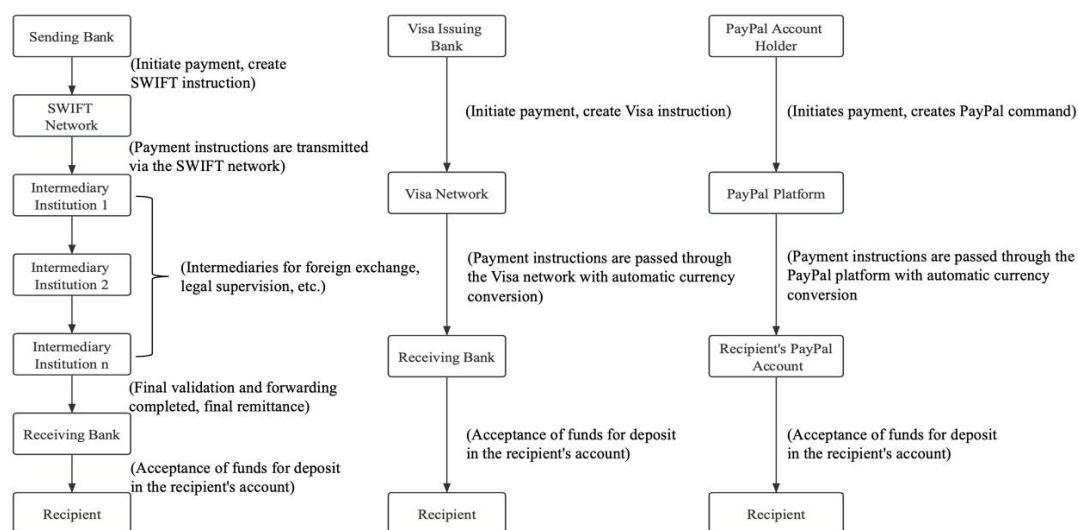 Sending Bank
(Initiate payment, create
SWIFT instruction)
SWIFT
Network
(Payment instructions are transmitted
via the SWIFT network)
Intermediary
Institution 1
Intermediary
Institution 2
(Intermediaries for foreign exchange,
legal supervision, etc.)
Intermediary
Institution n
(Final validation and forwarding
completed, final remittance)
Receiving Bank
(Acceptance of funds for deposit
in the recipient's account)
Recipient
Visa Issuing
Bank
(Initiate payment, create Visa instruction)
Visa Network
(Payment instructions are passed through
the Visa network with automatic currency
conversion)
Receiving Bank
(Acceptance of funds for deposit
in the recipient's account)
Recipient
PayPal Account
Holder
(Initiates payment, creates PayPal command)
PayPal Platform
(Payment instructions are passed through the
PayPal platform with automatic currency
conversion
Recipient's PayPal
Account
(Acceptance of funds for deposit
in the recipient's account)
Recipient